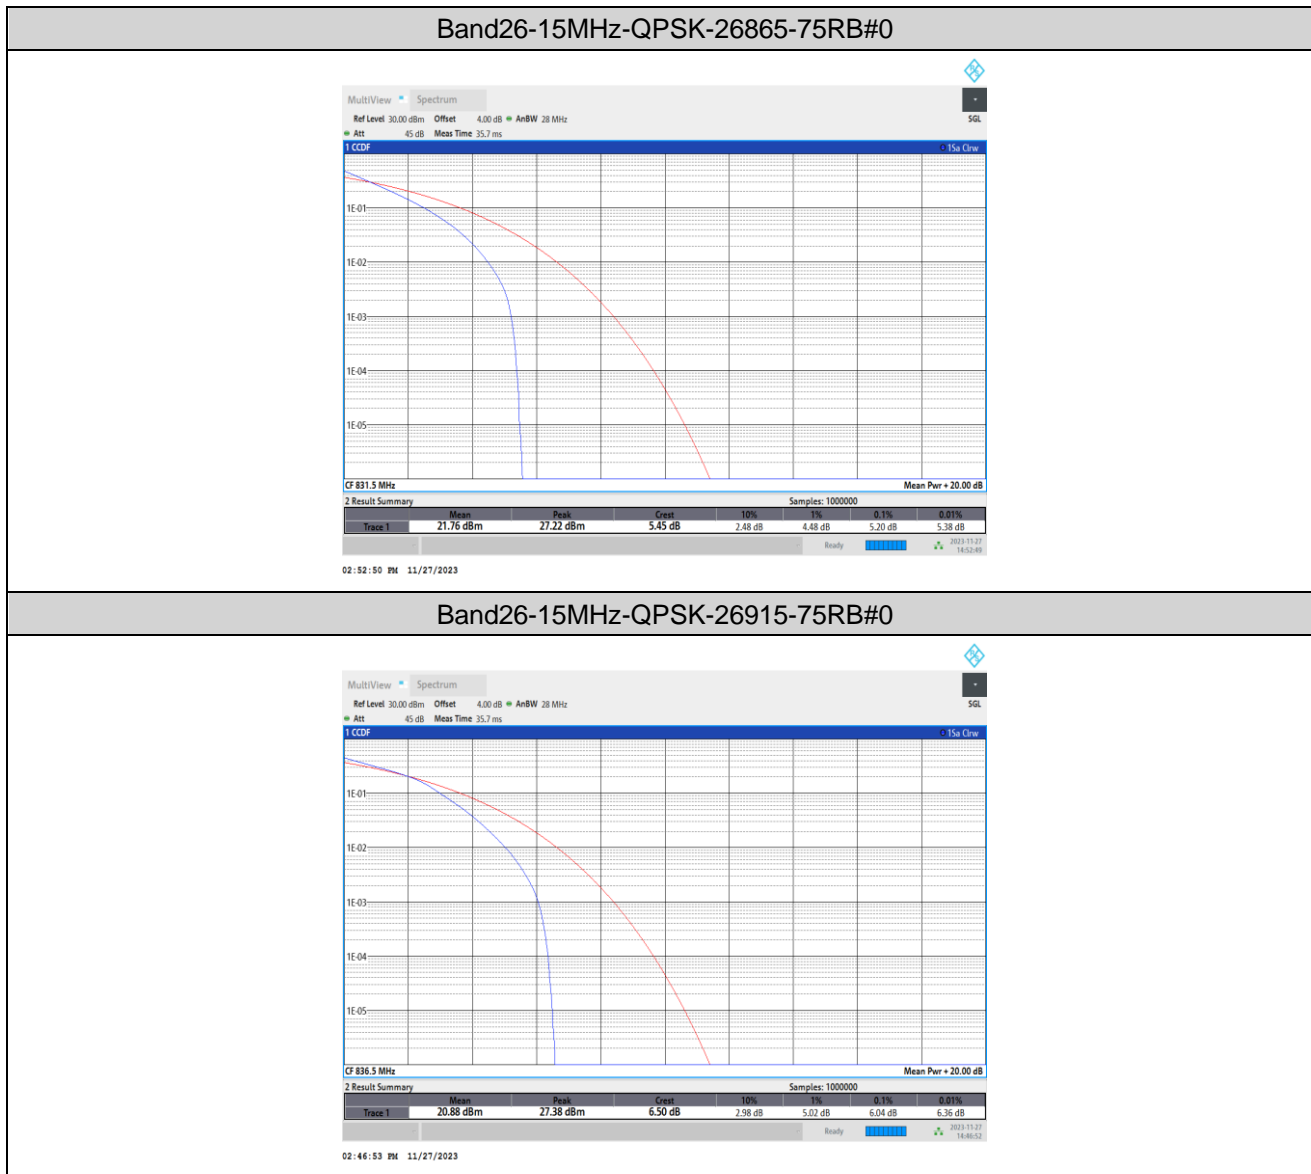 Band26-15MHz-QPSK-26865-75RB#0
MultiView Spectrum
Ref Level 30.00 dBm Offset 4.00 dB AnBW 28 MHz SGL
Att 45 dB Meas Time 35.7 ms
1 CCDF 1Sa Clrw
1E-01
1E-02
1E-03
1E-04
1E-05
CF 831.5 MHz Mean Pwr + 20.00 dB
2 Result Summary Samples: 1000000
Mean Peak Crest 10% 1% 0.1% 0.01%
Trace 1 21.76 dBm 27.22 dBm 5.45 dB 2.48 dB 4.48 dB 5.20 dB 5.38 dB
Ready 2023-11-27
14:52:49
02:52:50 PM 11/27/2023
Band26-15MHz-QPSK-26915-75RB#0
MultiView Spectrum
Ref Level 30.00 dBm Offset 4.00 dB AnBW 28 MHz SGL
Att 45 dB Meas Time 35.7 ms
1 CCDF 1Sa Clrw
1E-01
1E-02
1E-03
1E-04
1E-05
CF 836.5 MHz Mean Pwr + 20.00 dB
2 Result Summary Samples: 1000000
Mean Peak Crest 10% 1% 0.1% 0.01%
Trace 1 20.88 dBm 27.38 dBm 6.50 dB 2.98 dB 5.02 dB 6.04 dB 6.36 dB
Ready 2023-11-27
14:46:52
02:46:53 PM 11/27/2023